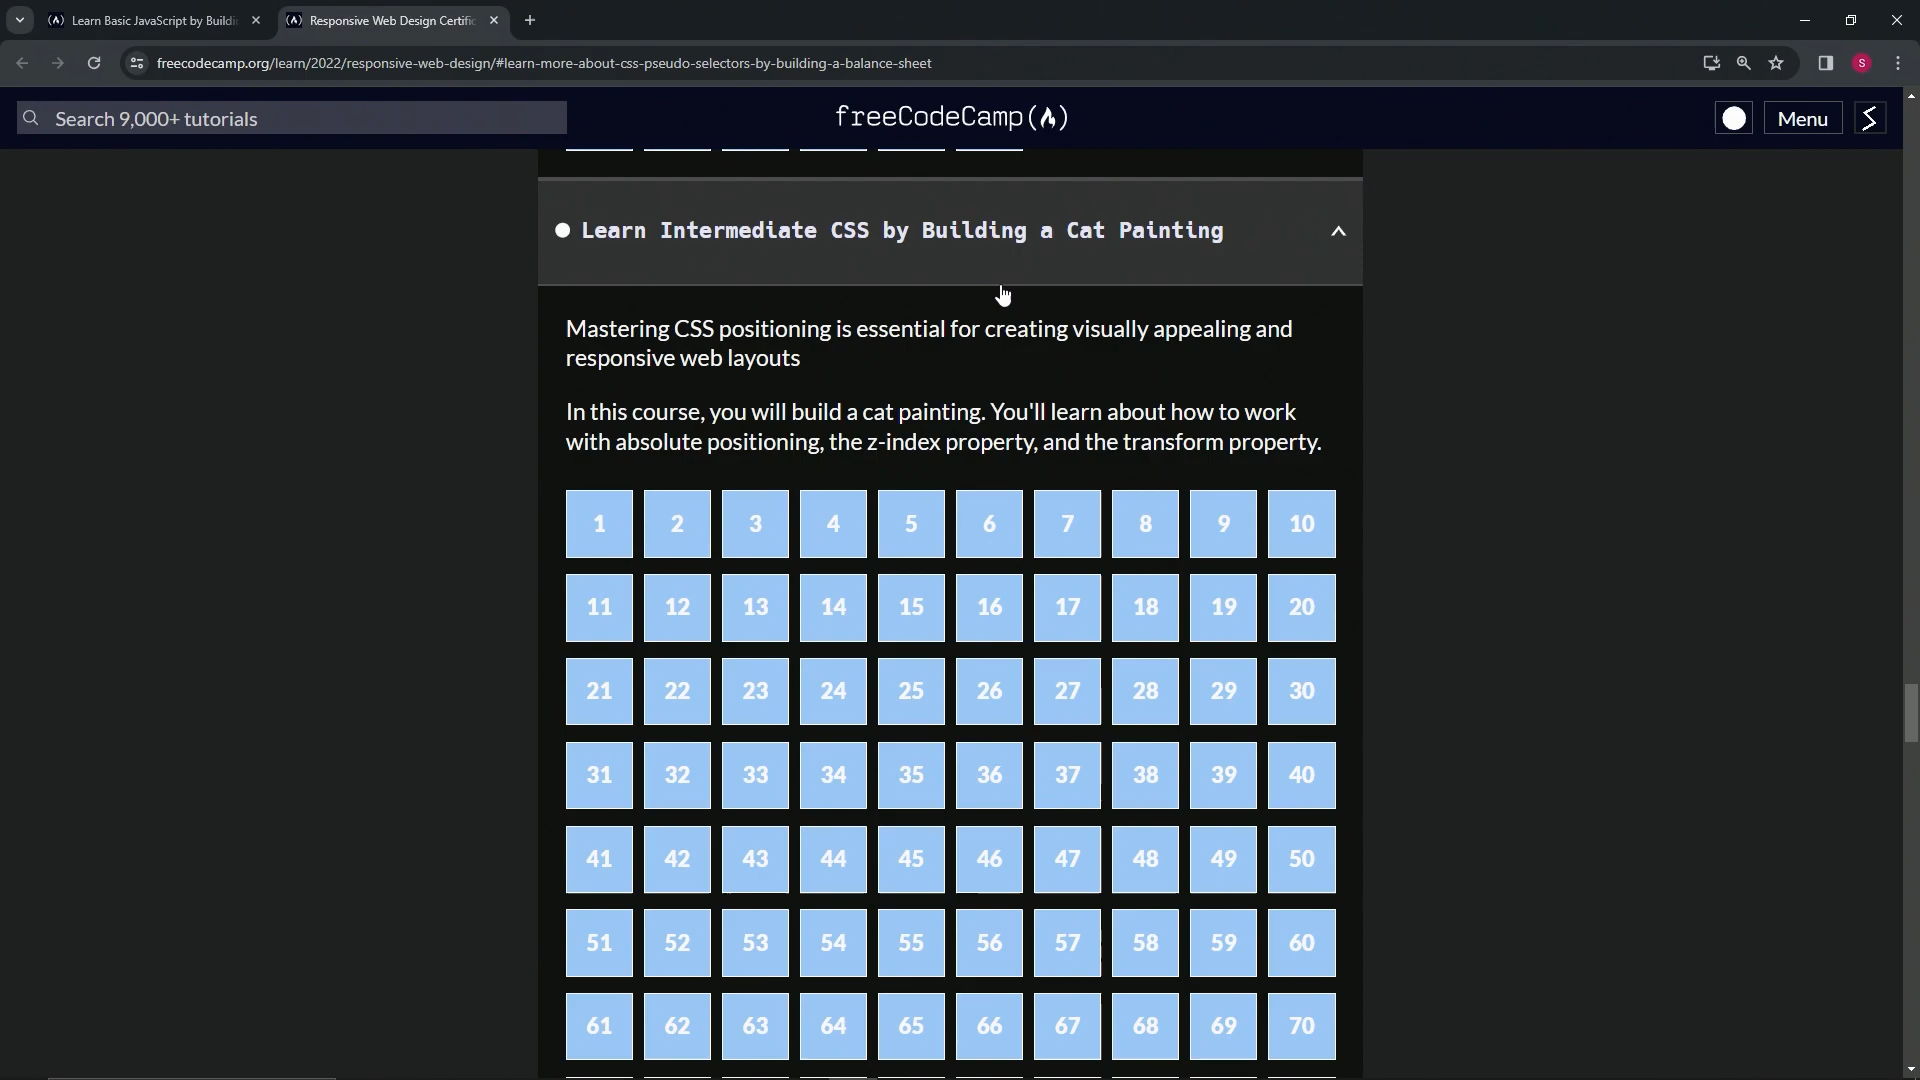 Learn Basic JavaScript by Buildi
Responsive Web Design Certific
freecodecamp.org/learn/2022/responsive-web-design/#learn-more-about-css-pseudo-selectors-by-building-a-balance-sheet
S
Search 9,000+ tutorials
freeCodeCamp
Menu
Learn Intermediate CSS by Building a Cat Painting
Mastering CSS positioning is essential for creating visually appealing and
responsive web layouts
In this course, you will build a cat painting. You'll learn about how to work
with absolute positioning, the z-index property, and the transform property.
1 2 3 4 5 6 7 8 9 10
11 12 13 14 15 16 17 18 19 20
21 22 23 24 25 26 27 28 29 30
31 32 33 34 35 36 37 38 39 40
41 42 43 44 45 46 47 48 49 50
51 52 53 54 55 56 57 58 59 60
61 62 63 64 65 66 67 68 69 70